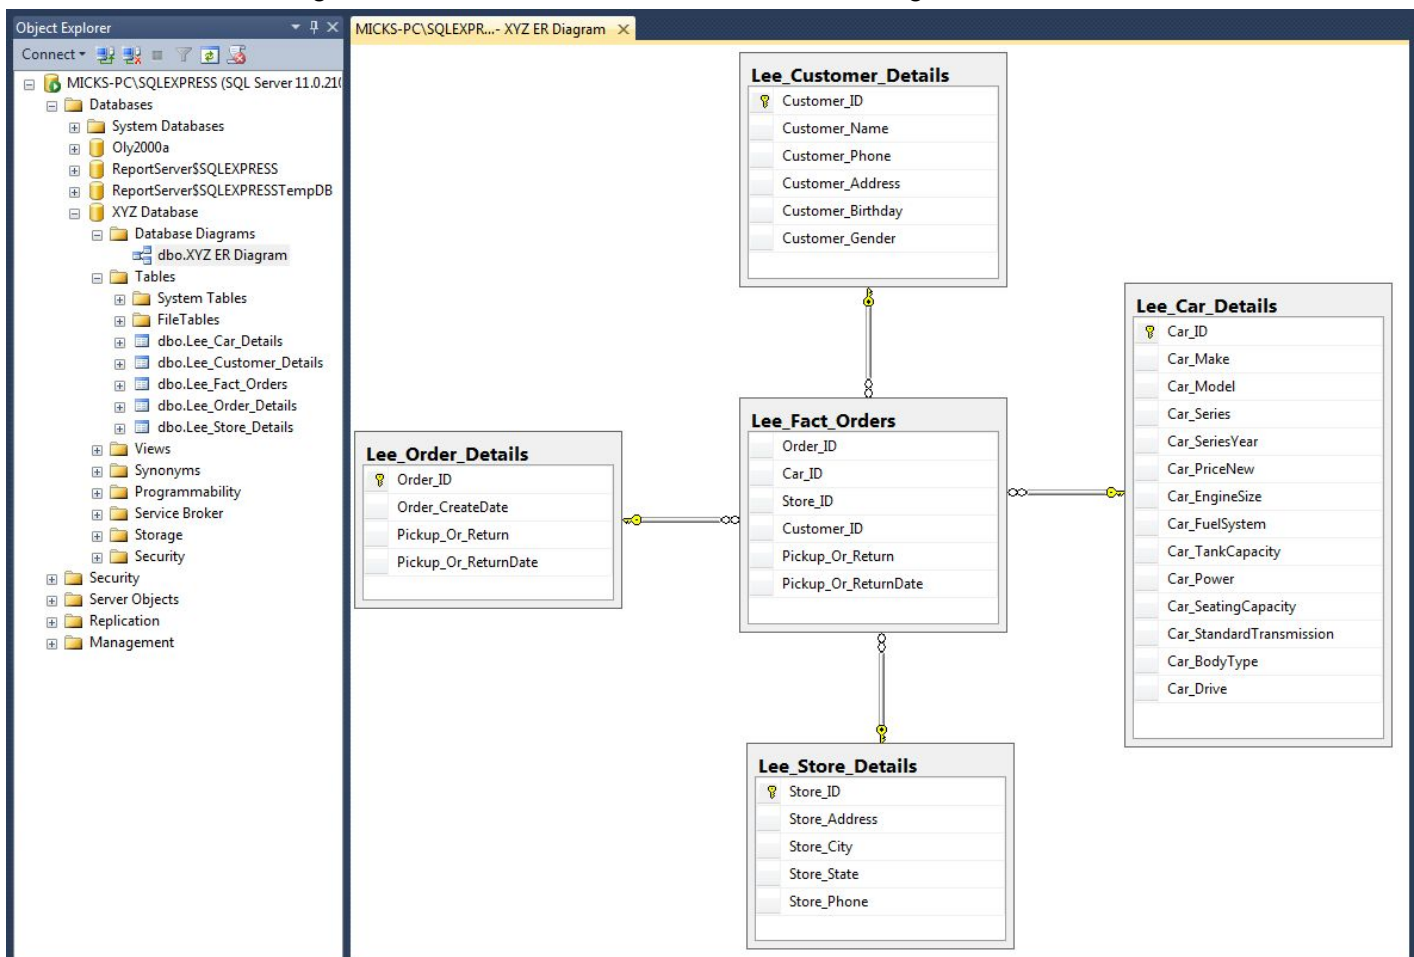 Object Explorer
Connect
MICKS-PC\SQLEXPRESS (SQL Server 11.0.210
Databases
System Databases
Oly2000a
ReportServer$SQLEXPRESS
ReportServer$SQLEXPRESSTempDB
XYZ Database
Database Diagrams
dbo.XYZ ER Diagram
Tables
System Tables
FileTables
dbo.Lee_Car_Details
dbo.Lee_Customer_Details
dbo.Lee_Fact_Orders
dbo.Lee_Order_Details
dbo.Lee_Store_Details
Views
Synonyms
Programmability
Service Broker
Storage
Security
Security
Server Objects
Replication
Management
MICKS-PC\SQLEXPR...- XYZ ER Diagram
Lee_Customer_Details
Customer_ID
Customer_Name
Customer_Phone
Customer_Address
Customer_Birthday
Customer_Gender
Lee_Order_Details
Order_ID
Order_CreateDate
Pickup_Or_Return
Pickup_Or_ReturnDate
Lee_Fact_Orders
Order_ID
Car_ID
Store_ID
Customer_ID
Pickup_Or_Return
Pickup_Or_ReturnDate
Lee_Car_Details
Car_ID
Car_Make
Car_Model
Car_Series
Car_SeriesYear
Car_PriceNew
Car_EngineSize
Car_FuelSystem
Car_TankCapacity
Car_Power
Car_SeatingCapacity
Car_StandardTransmission
Car_BodyType
Car_Drive
Lee_Store_Details
Store_ID
Store_Address
Store_City
Store_State
Store_Phone